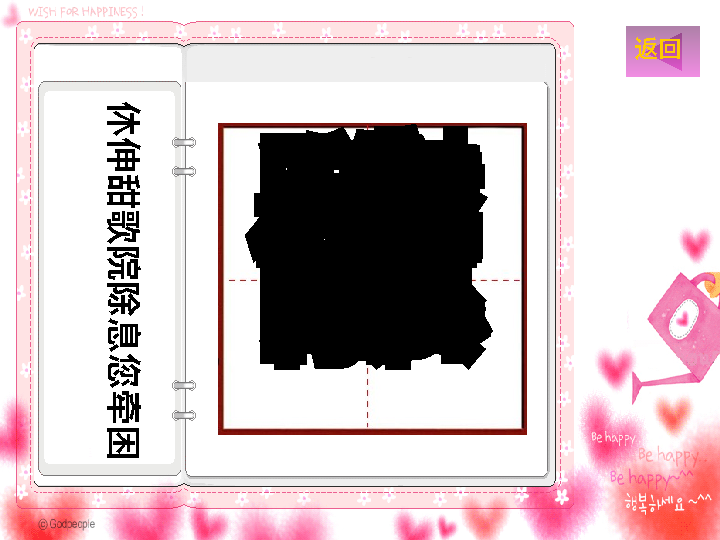 WISH FOR HAPPINESS!
返回
休伸甜歌院除息您牵困
Be happy
Be happy..
Be happy~^^
행복하세요~^^
(c) Godpeople